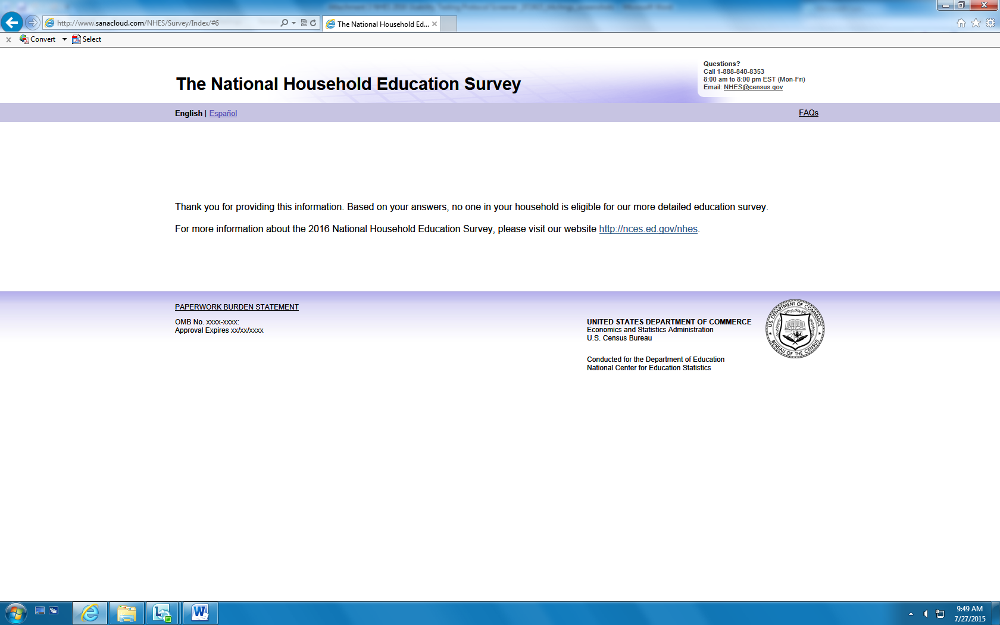 http://www.sanacloud.com/NHES/Survey/Index/#6
The National Household Ed...
Convert
Select
Questions?
Call 1-888-840-8353
8:00 am to 8:00 pm EST (Mon-Fri)
Email: NHES@census.gov
The National Household Education Survey
English | Español
FAQs
Thank you for providing this information. Based on your answers, no one in your household is eligible for our more detailed education survey.
For more information about the 2016 National Household Education Survey, please visit our website http://nces.ed.gov/nhes.
PAPERWORK BURDEN STATEMENT
OMB No. xxxx-xxxx:
Approval Expires xx/xx/xxxx
UNITED STATES DEPARTMENT OF COMMERCE
Economics and Statistics Administration
U.S. Census Bureau
Conducted for the Department of Education
National Center for Education Statistics
U.S. DEPARTMENT OF COMMERCE
BUREAU OF THE CENSUS
9:49 AM
7/27/2015